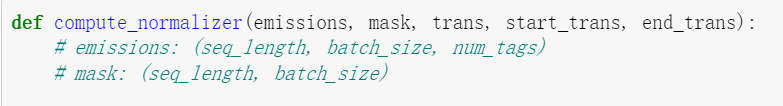 def compute_normalizer(emissions, mask, trans, start_trans, end_trans):
    # emissions: (seq_length, batch_size, num_tags)
    # mask: (seq_length, batch_size)